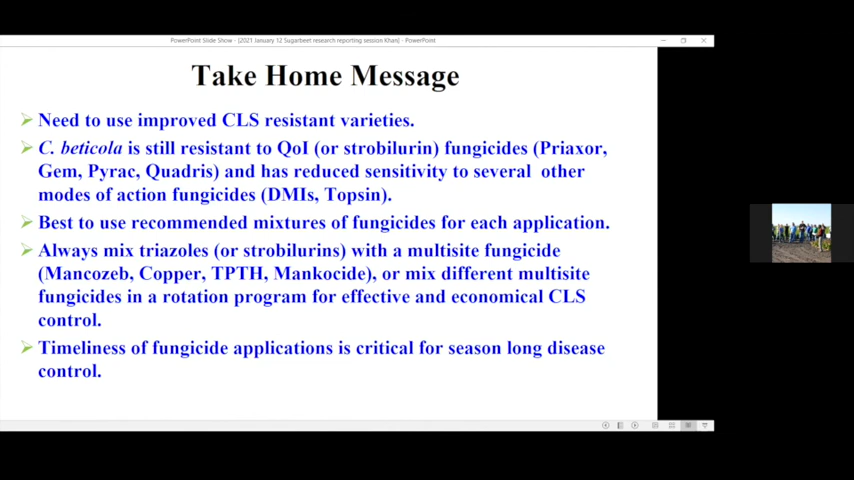 PowerPoint Slide Show - [2021 January 12 Sugarbeet research reporting session Khan] - PowerPoint
Take Home Message
Need to use improved CLS resistant varieties.
C. beticola is still resistant to QoI (or strobilurin) fungicides (Priaxor,
Gem, Pyrac, Quadris) and has reduced sensitivity to several other
modes of action fungicides (DMIs, Topsin).
Best to use recommended mixtures of fungicides for each application.
Always mix triazoles (or strobilurins) with a multisite fungicide
(Mancozeb, Copper, TPTH, Mankocide), or mix different multisite
fungicides in a rotation program for effective and economical CLS
control.
Timeliness of fungicide applications is critical for season long disease
control.